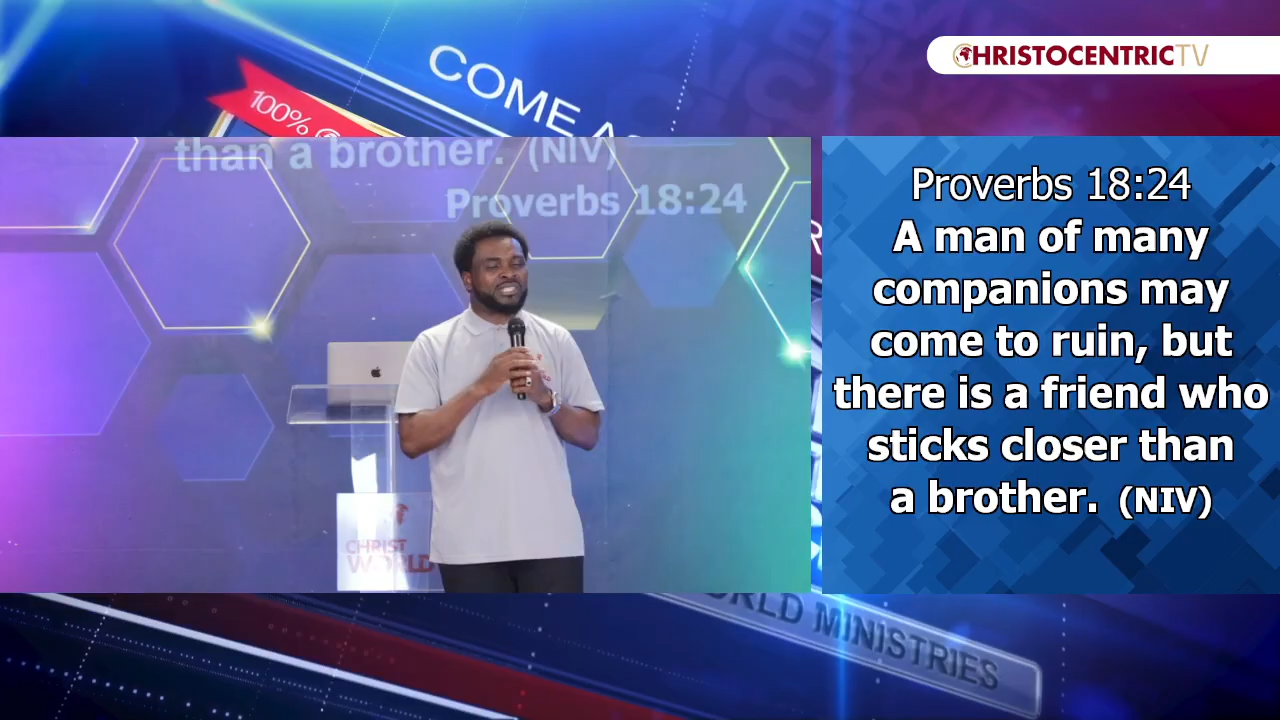 CHRISTOCENTRICTV
COME
100%
than a brother. (NIV)
Proverbs 18:24
CHRIST
WORLD
Proverbs 18:24
A man of many
companions may
come to ruin, but
there is a friend who
sticks closer than
a brother. (NIV)
MINISTRIES